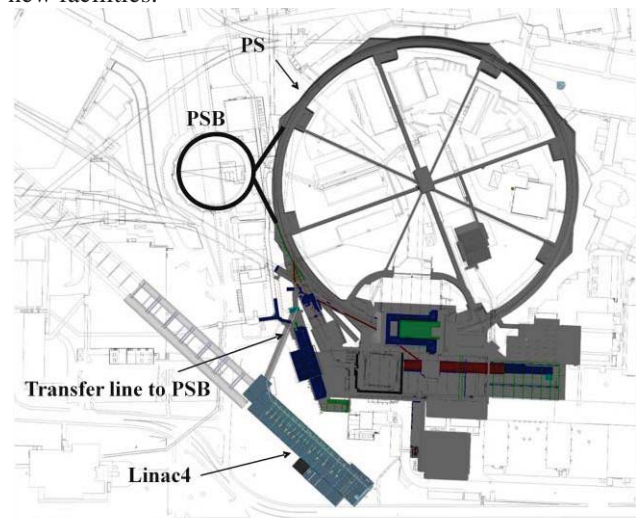 new facilities.
PS
PSB
Transfer line to PSB
Linac4